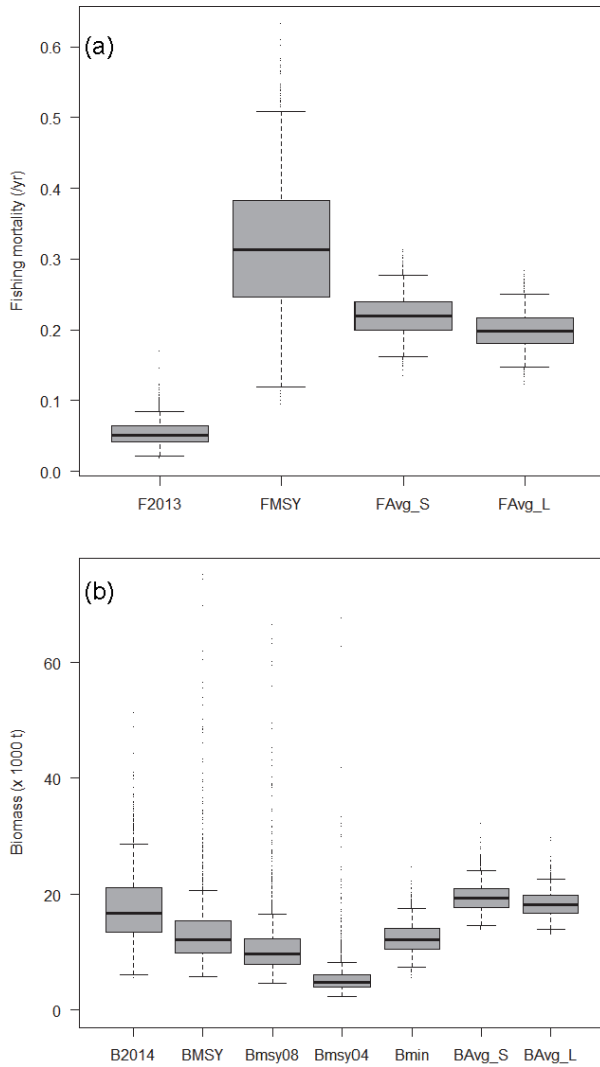 (a)
Fishing mortality (/yr)
0.6
0.5
0.4
0.3
0.2
0.1
0.0
F2013 FMSY FAvg_S FAvg_L
(b)
Biomass (x 1000 t)
60
40
20
0
B2014 BMSY Bmsy08 Bmsy04 Bmin BAvg_S BAvg_L